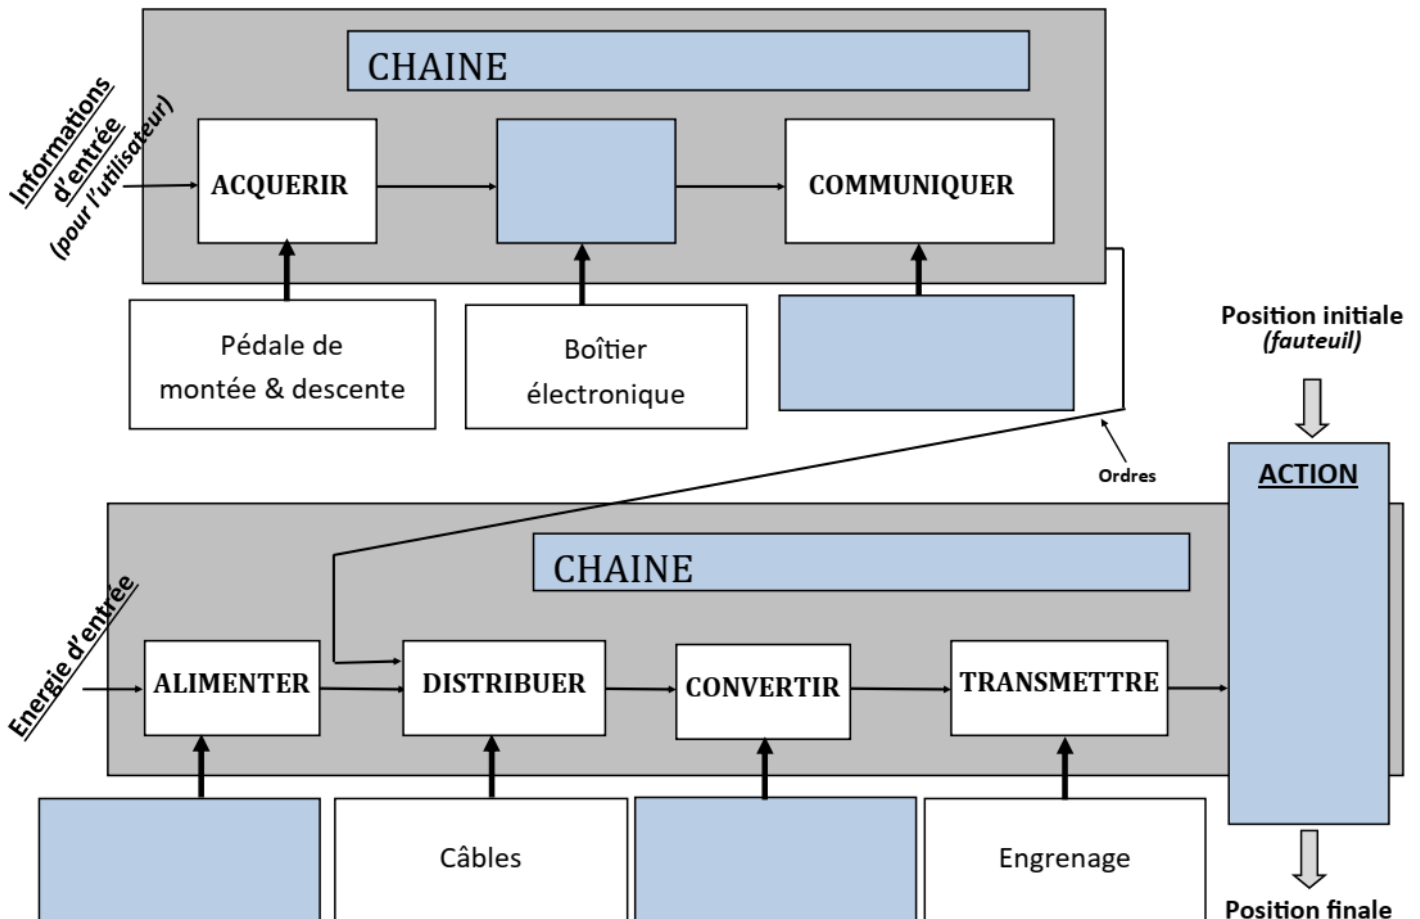 CHAINE
Informations
d'entrée
(pour l'utilisateur)
ACQUERIR
COMMUNIQUER
Pédale de
montée & descente
Boîtier
électronique
Position initiale
(fauteuil)
Ordres
ACTION
CHAINE
Energie d'entrée
ALIMENTER
DISTRIBUER
CONVERTIR
TRANSMETTRE
Câbles
Engrenage
Position finale